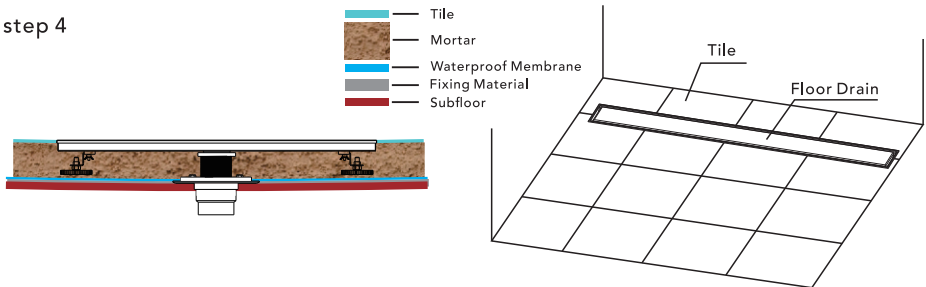 step 4
Tile
Mortar
Waterproof Membrane
Fixing Material
Subfloor
Tile
Floor Drain